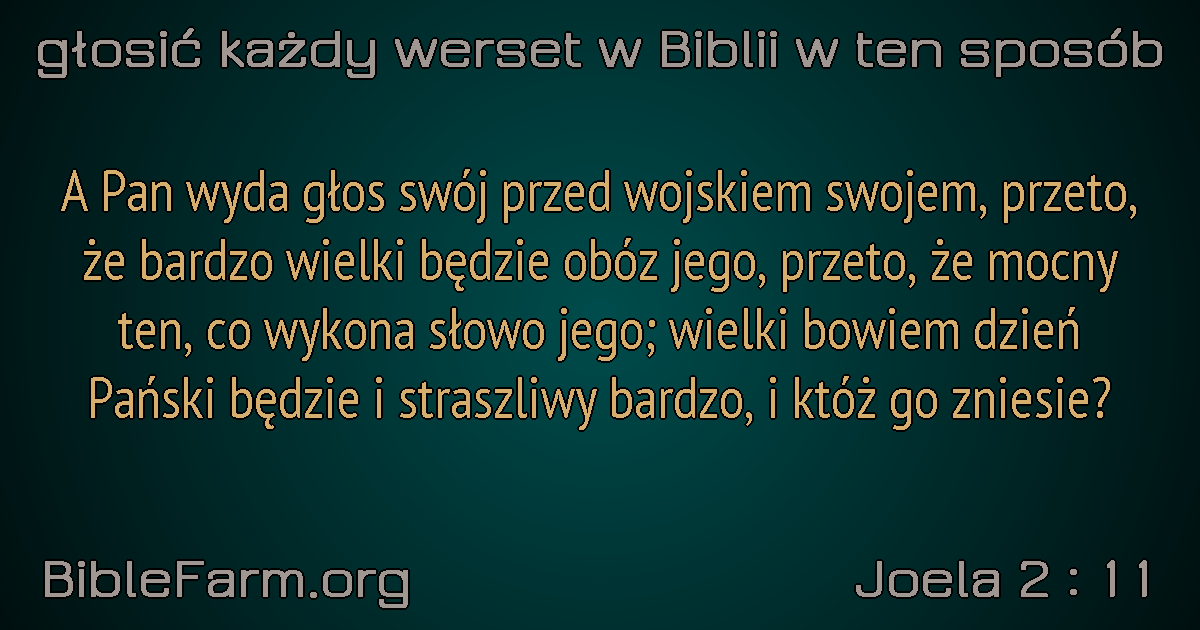 głosić każdy werset w Biblii w ten sposób
A Pan wyda głos swój przed wojskiem swojem, przeto,
że bardzo wielki będzie obóz jego, przeto, że mocny
ten, co wykona słowo jego; wielki bowiem dzień
Pański będzie i straszliwy bardzo, i któż go zniesie?
BibleFarm.org
Joela 2 : 11